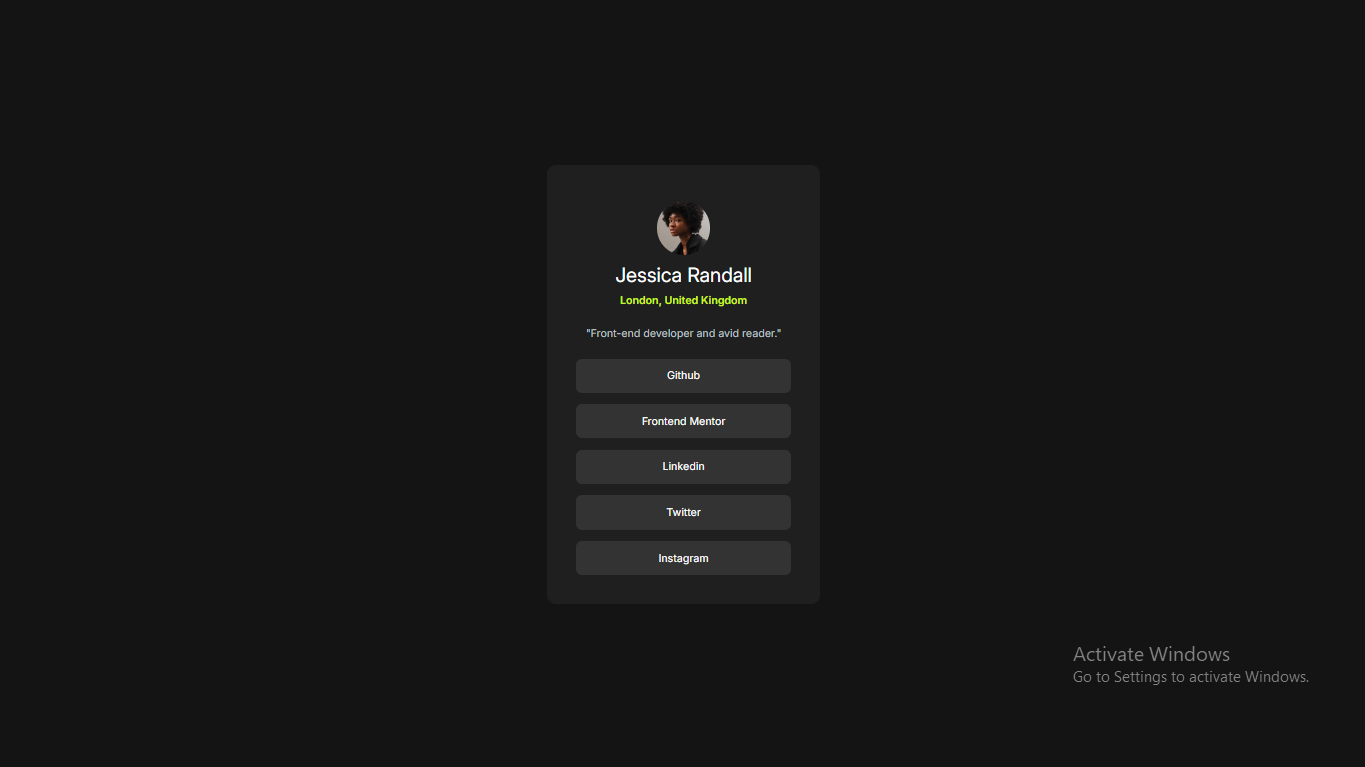 Jessica Randall
London, United Kingdom
"Front-end developer and avid reader."
Github
Frontend Mentor
Linkedin
Twitter
Instagram
Activate Windows
Go to Settings to activate Windows.